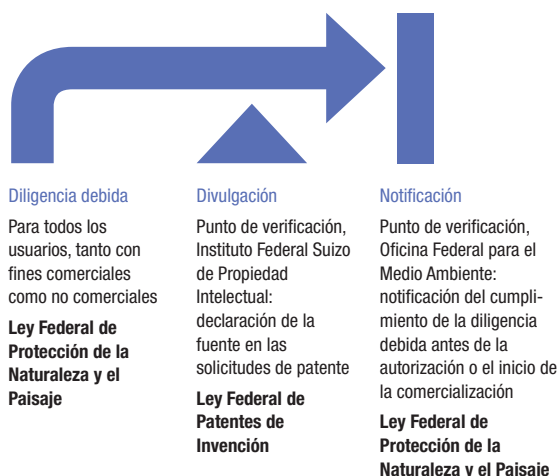 Diligencia debida
Para todos los
usuarios, tanto con
fines comerciales
como no comerciales
Ley Federal de
Protección de la
Naturaleza y el
Paisaje
Divulgación
Punto de verificación,
Instituto Federal Suizo
de Propiedad
Intelectual:
declaración de la
fuente en las
solicitudes de patente
Ley Federal de
Patentes de
Invención
Notificación
Punto de verificación,
Oficina Federal para el
Medio Ambiente:
notificación del cumpli-
miento de la diligencia
debida antes de la
autorización o el inicio de
la comercialización
Ley Federal de
Protección de la
Naturaleza y el Paisaje